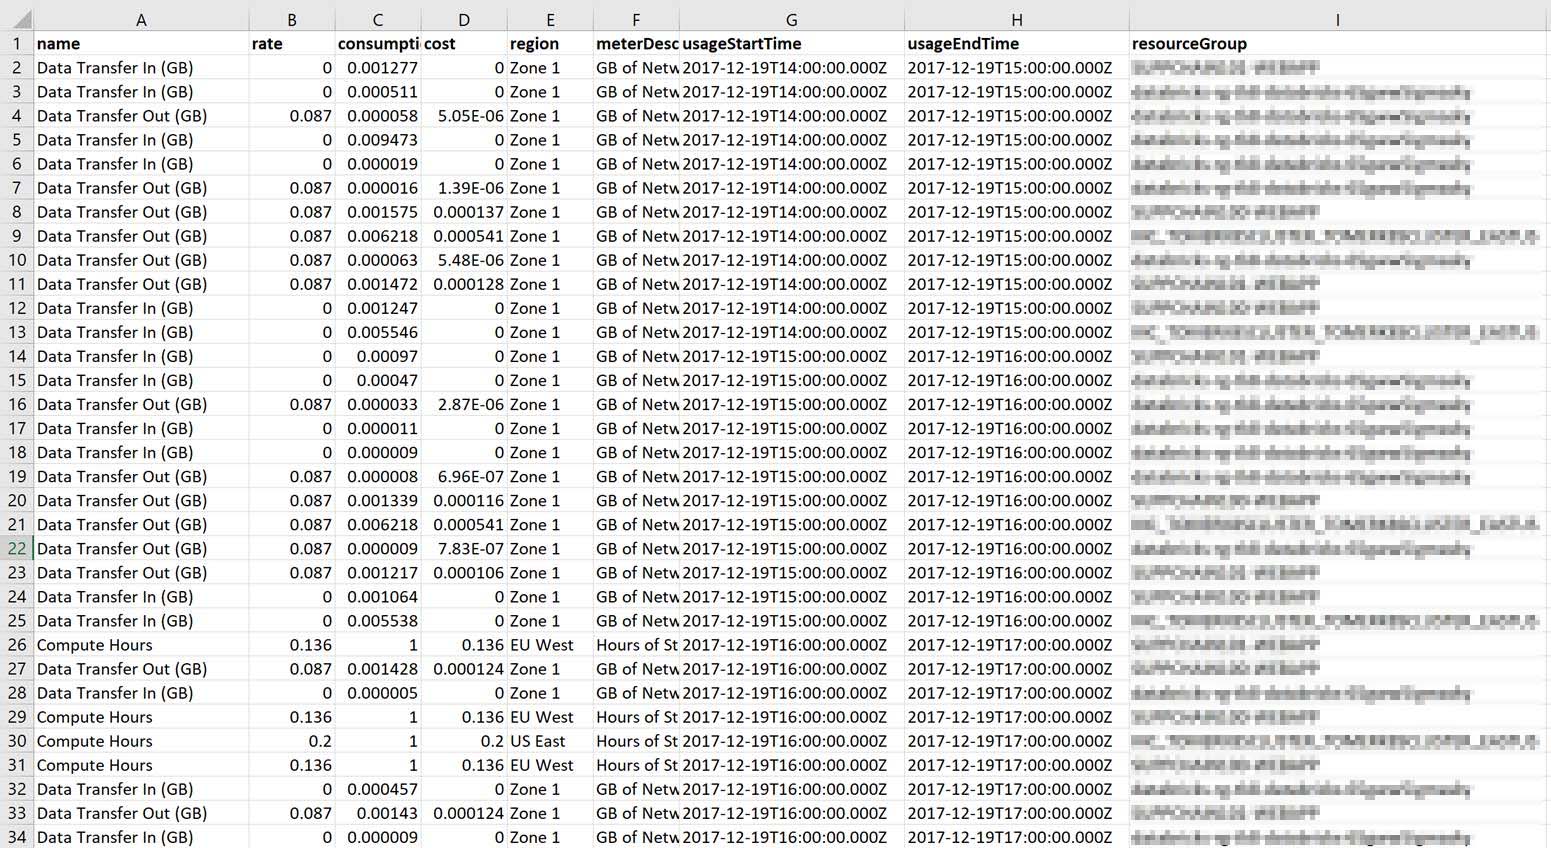 A B C D E F G H I
1 name rate consumpti cost region meterDesc usageStartTime usageEndTime resourceGroup
2 Data Transfer In (GB) 0 0.001277 0 Zone 1 GB of Netw 2017-12-19T14:00:00.000Z 2017-12-19T15:00:00.000Z
3 Data Transfer In (GB) 0 0.000511 0 Zone 1 GB of Netw 2017-12-19T14:00:00.000Z 2017-12-19T15:00:00.000Z
4 Data Transfer Out (GB) 0.087 0.000058 5.05E-06 Zone 1 GB of Netw 2017-12-19T14:00:00.000Z 2017-12-19T15:00:00.000Z
5 Data Transfer In (GB) 0 0.009473 0 Zone 1 GB of Netw 2017-12-19T14:00:00.000Z 2017-12-19T15:00:00.000Z
6 Data Transfer In (GB) 0 0.000019 0 Zone 1 GB of Netw 2017-12-19T14:00:00.000Z 2017-12-19T15:00:00.000Z
7 Data Transfer Out (GB) 0.087 0.000016 1.39E-06 Zone 1 GB of Netw 2017-12-19T14:00:00.000Z 2017-12-19T15:00:00.000Z
8 Data Transfer Out (GB) 0.087 0.001575 0.000137 Zone 1 GB of Netw 2017-12-19T14:00:00.000Z 2017-12-19T15:00:00.000Z
9 Data Transfer Out (GB) 0.087 0.006218 0.000541 Zone 1 GB of Netw 2017-12-19T14:00:00.000Z 2017-12-19T15:00:00.000Z
10 Data Transfer Out (GB) 0.087 0.000063 5.48E-06 Zone 1 GB of Netw 2017-12-19T14:00:00.000Z 2017-12-19T15:00:00.000Z
11 Data Transfer Out (GB) 0.087 0.001472 0.000128 Zone 1 GB of Netw 2017-12-19T14:00:00.000Z 2017-12-19T15:00:00.000Z
12 Data Transfer In (GB) 0 0.001247 0 Zone 1 GB of Netw 2017-12-19T14:00:00.000Z 2017-12-19T15:00:00.000Z
13 Data Transfer In (GB) 0 0.005546 0 Zone 1 GB of Netw 2017-12-19T14:00:00.000Z 2017-12-19T15:00:00.000Z
14 Data Transfer In (GB) 0 0.00097 0 Zone 1 GB of Netw 2017-12-19T15:00:00.000Z 2017-12-19T16:00:00.000Z
15 Data Transfer In (GB) 0 0.00047 0 Zone 1 GB of Netw 2017-12-19T15:00:00.000Z 2017-12-19T16:00:00.000Z
16 Data Transfer Out (GB) 0.087 0.000033 2.87E-06 Zone 1 GB of Netw 2017-12-19T15:00:00.000Z 2017-12-19T16:00:00.000Z
17 Data Transfer In (GB) 0 0.000011 0 Zone 1 GB of Netw 2017-12-19T15:00:00.000Z 2017-12-19T16:00:00.000Z
18 Data Transfer In (GB) 0 0.000009 0 Zone 1 GB of Netw 2017-12-19T15:00:00.000Z 2017-12-19T16:00:00.000Z
19 Data Transfer Out (GB) 0.087 0.000008 6.96E-07 Zone 1 GB of Netw 2017-12-19T15:00:00.000Z 2017-12-19T16:00:00.000Z
20 Data Transfer Out (GB) 0.087 0.001339 0.000116 Zone 1 GB of Netw 2017-12-19T15:00:00.000Z 2017-12-19T16:00:00.000Z
21 Data Transfer Out (GB) 0.087 0.006218 0.000541 Zone 1 GB of Netw 2017-12-19T15:00:00.000Z 2017-12-19T16:00:00.000Z
22 Data Transfer Out (GB) 0.087 0.000009 7.83E-07 Zone 1 GB of Netw 2017-12-19T15:00:00.000Z 2017-12-19T16:00:00.000Z
23 Data Transfer Out (GB) 0.087 0.001217 0.000106 Zone 1 GB of Netw 2017-12-19T15:00:00.000Z 2017-12-19T16:00:00.000Z
24 Data Transfer In (GB) 0 0.001064 0 Zone 1 GB of Netw 2017-12-19T15:00:00.000Z 2017-12-19T16:00:00.000Z
25 Data Transfer In (GB) 0 0.005538 0 Zone 1 GB of Netw 2017-12-19T15:00:00.000Z 2017-12-19T16:00:00.000Z
26 Compute Hours 0.136 1 0.136 EU West Hours of St 2017-12-19T16:00:00.000Z 2017-12-19T17:00:00.000Z
27 Data Transfer Out (GB) 0.087 0.001428 0.000124 Zone 1 GB of Netw 2017-12-19T16:00:00.000Z 2017-12-19T17:00:00.000Z
28 Data Transfer In (GB) 0 0.000005 0 Zone 1 GB of Netw 2017-12-19T16:00:00.000Z 2017-12-19T17:00:00.000Z
29 Compute Hours 0.136 1 0.136 EU West Hours of St 2017-12-19T16:00:00.000Z 2017-12-19T17:00:00.000Z
30 Compute Hours 0.2 1 0.2 US East Hours of St 2017-12-19T16:00:00.000Z 2017-12-19T17:00:00.000Z
31 Compute Hours 0.136 1 0.136 EU West Hours of St 2017-12-19T16:00:00.000Z 2017-12-19T17:00:00.000Z
32 Data Transfer In (GB) 0 0.000457 0 Zone 1 GB of Netw 2017-12-19T16:00:00.000Z 2017-12-19T17:00:00.000Z
33 Data Transfer Out (GB) 0.087 0.00143 0.000124 Zone 1 GB of Netw 2017-12-19T16:00:00.000Z 2017-12-19T17:00:00.000Z
34 Data Transfer In (GB) 0 0.000009 0 Zone 1 GB of Netw 2017-12-19T16:00:00.000Z 2017-12-19T17:00:00.000Z